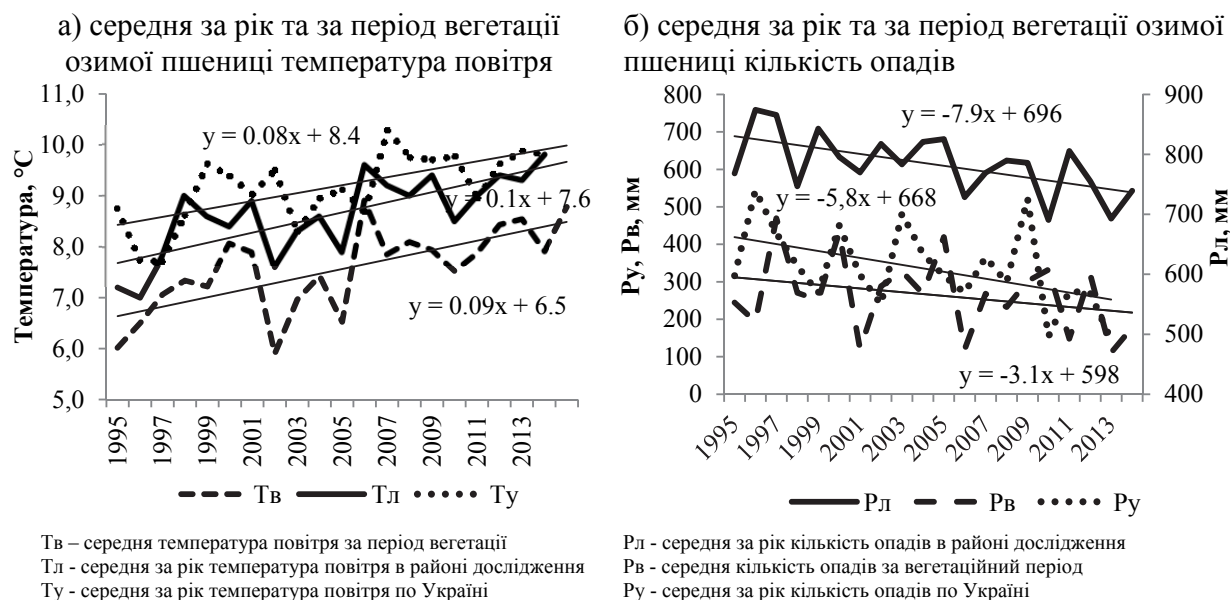 а) середня за рік та за період вегетації
озимої пшениці температура повітря
11,0
10,0
9,0
8,0
7,0
6,0
5,0
Температура, °С
y = 0.08x + 8.4
y = 0.1x + 7.6
y = 0.09x + 6.5
1995
1997
1999
2001
2003
2005
2007
2009
2011
2013
Тв
Тл
Ту
Тв – середня температура повітря за період вегетації
Тл - середня за рік температура повітря в районі дослідження
Ту - середня за рік температура повітря по Україні
б) середня за рік та за період вегетації озимої
пшениці кількість опадів
800
700
600
500
400
300
200
100
0
Ру, Рв, мм
900
800
700
600
500
400
Рл, мм
y = -7.9x + 696
y = -5,8x + 668
y = -3.1x + 598
1995
1997
1999
2001
2003
2005
2007
2009
2011
2013
Рл
Рв
Ру
Рл - середня за рік кількість опадів в районі дослідження
Рв - середня кількість опадів за вегетаційний період
Ру - середня за рік кількість опадів по Україні